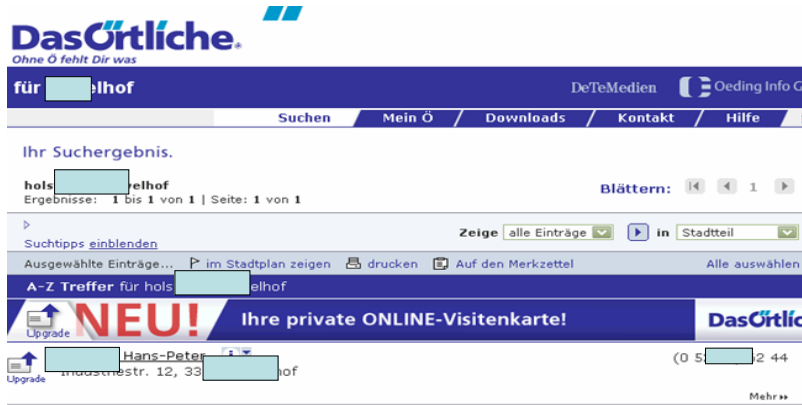 DasÖrtliche.
Ohne Ö fehlt Dir was
für elhof
DeTeMedien Oeding Info G
Suchen Mein Ö Downloads Kontakt Hilfe
Ihr Suchergebnis.
hols velhof
Ergebnisse: 1 bis 1 von 1 | Seite: 1 von 1
Blättern: 1
Zeige alle Einträge in Stadtteil
Suchtipps einblenden
Ausgewählte Einträge... im Stadtplan zeigen drucken Auf den Merkzettel Alle auswählen
A-Z Treffer für hols elhof
Upgrade NEU! Ihre private ONLINE-Visitenkarte! DasÖrtlic
Hans-Peter
(0 5 62 44
Upgrade Industriestr. 12, 33 hof
Mehr